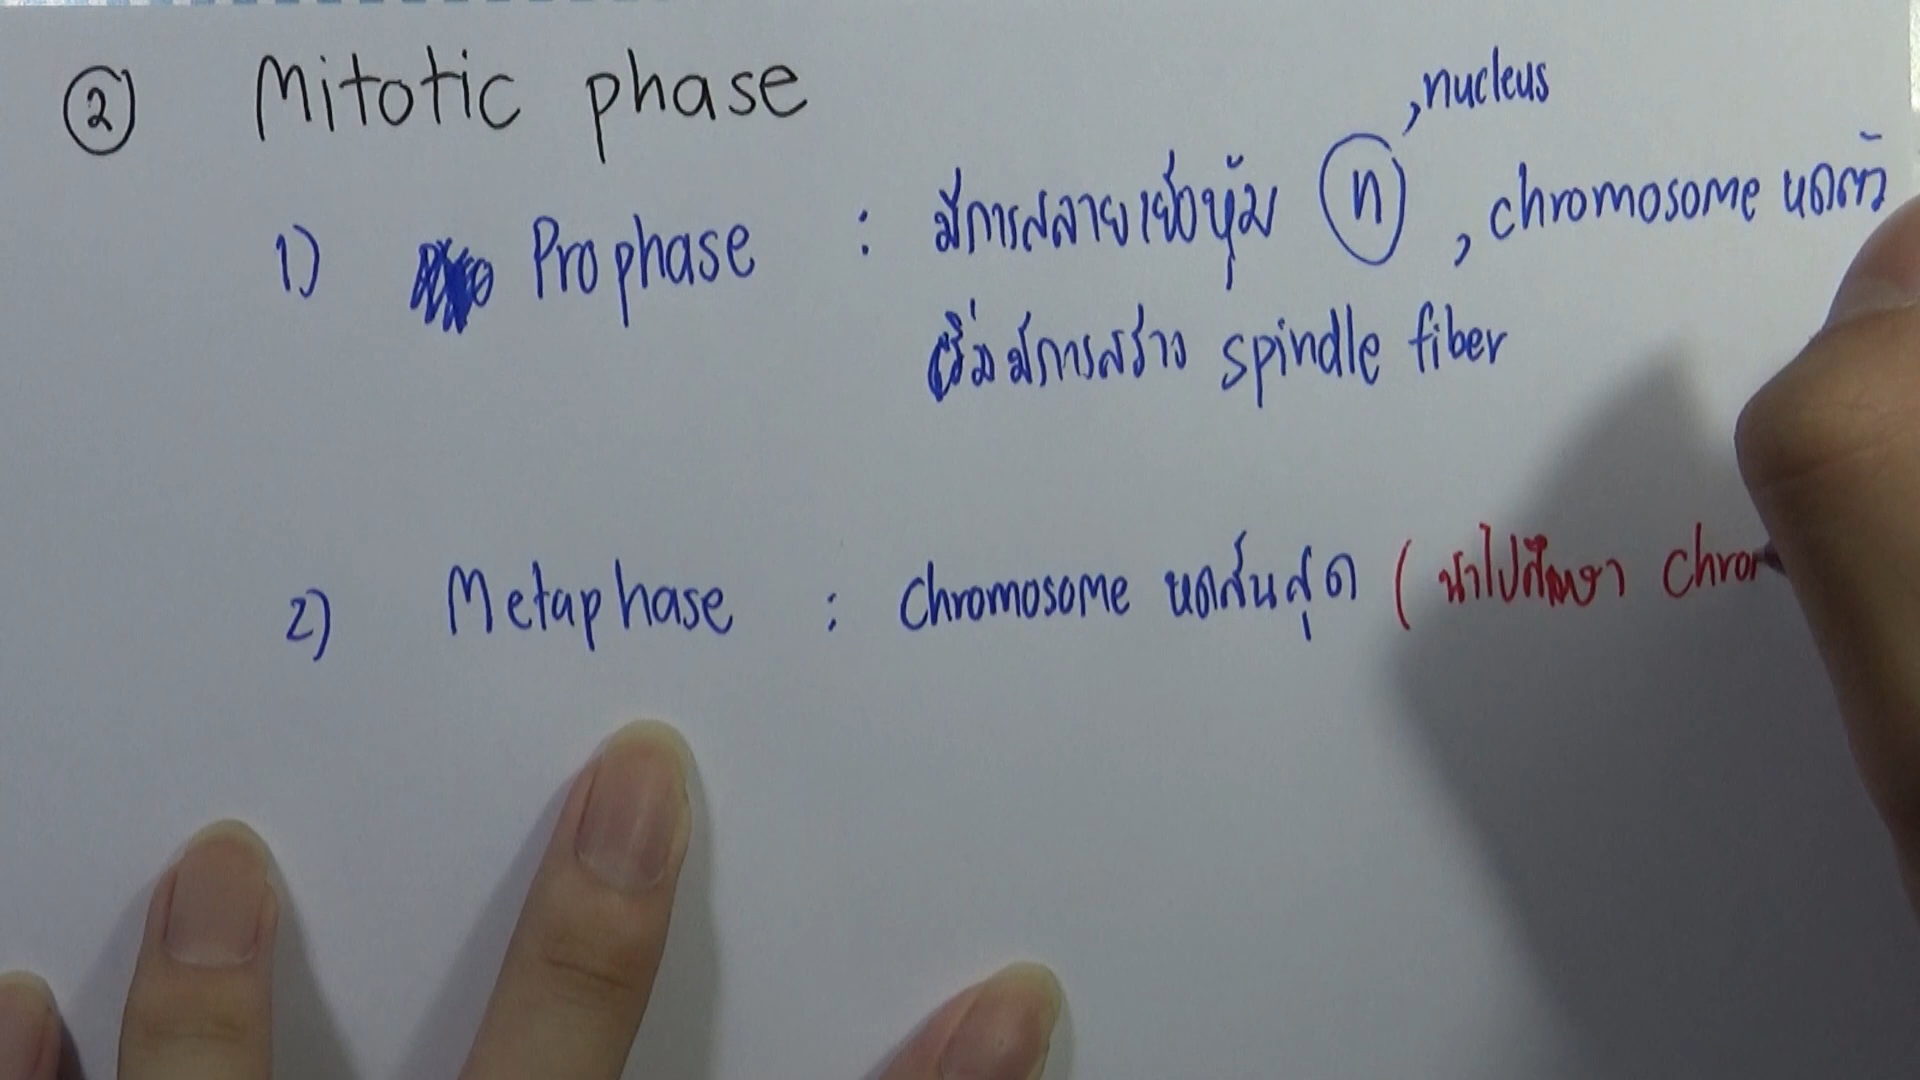 ② Mitotic phase
, nucleus
1) Prophase : มีการสลายเยื่อหุ้ม ⓝ , chromosome หดตัว
เริ่มมีการสร้าง spindle fiber
2) Metaphase : chromosome หดสั้นสุด ( นำไปศึกษา chrom